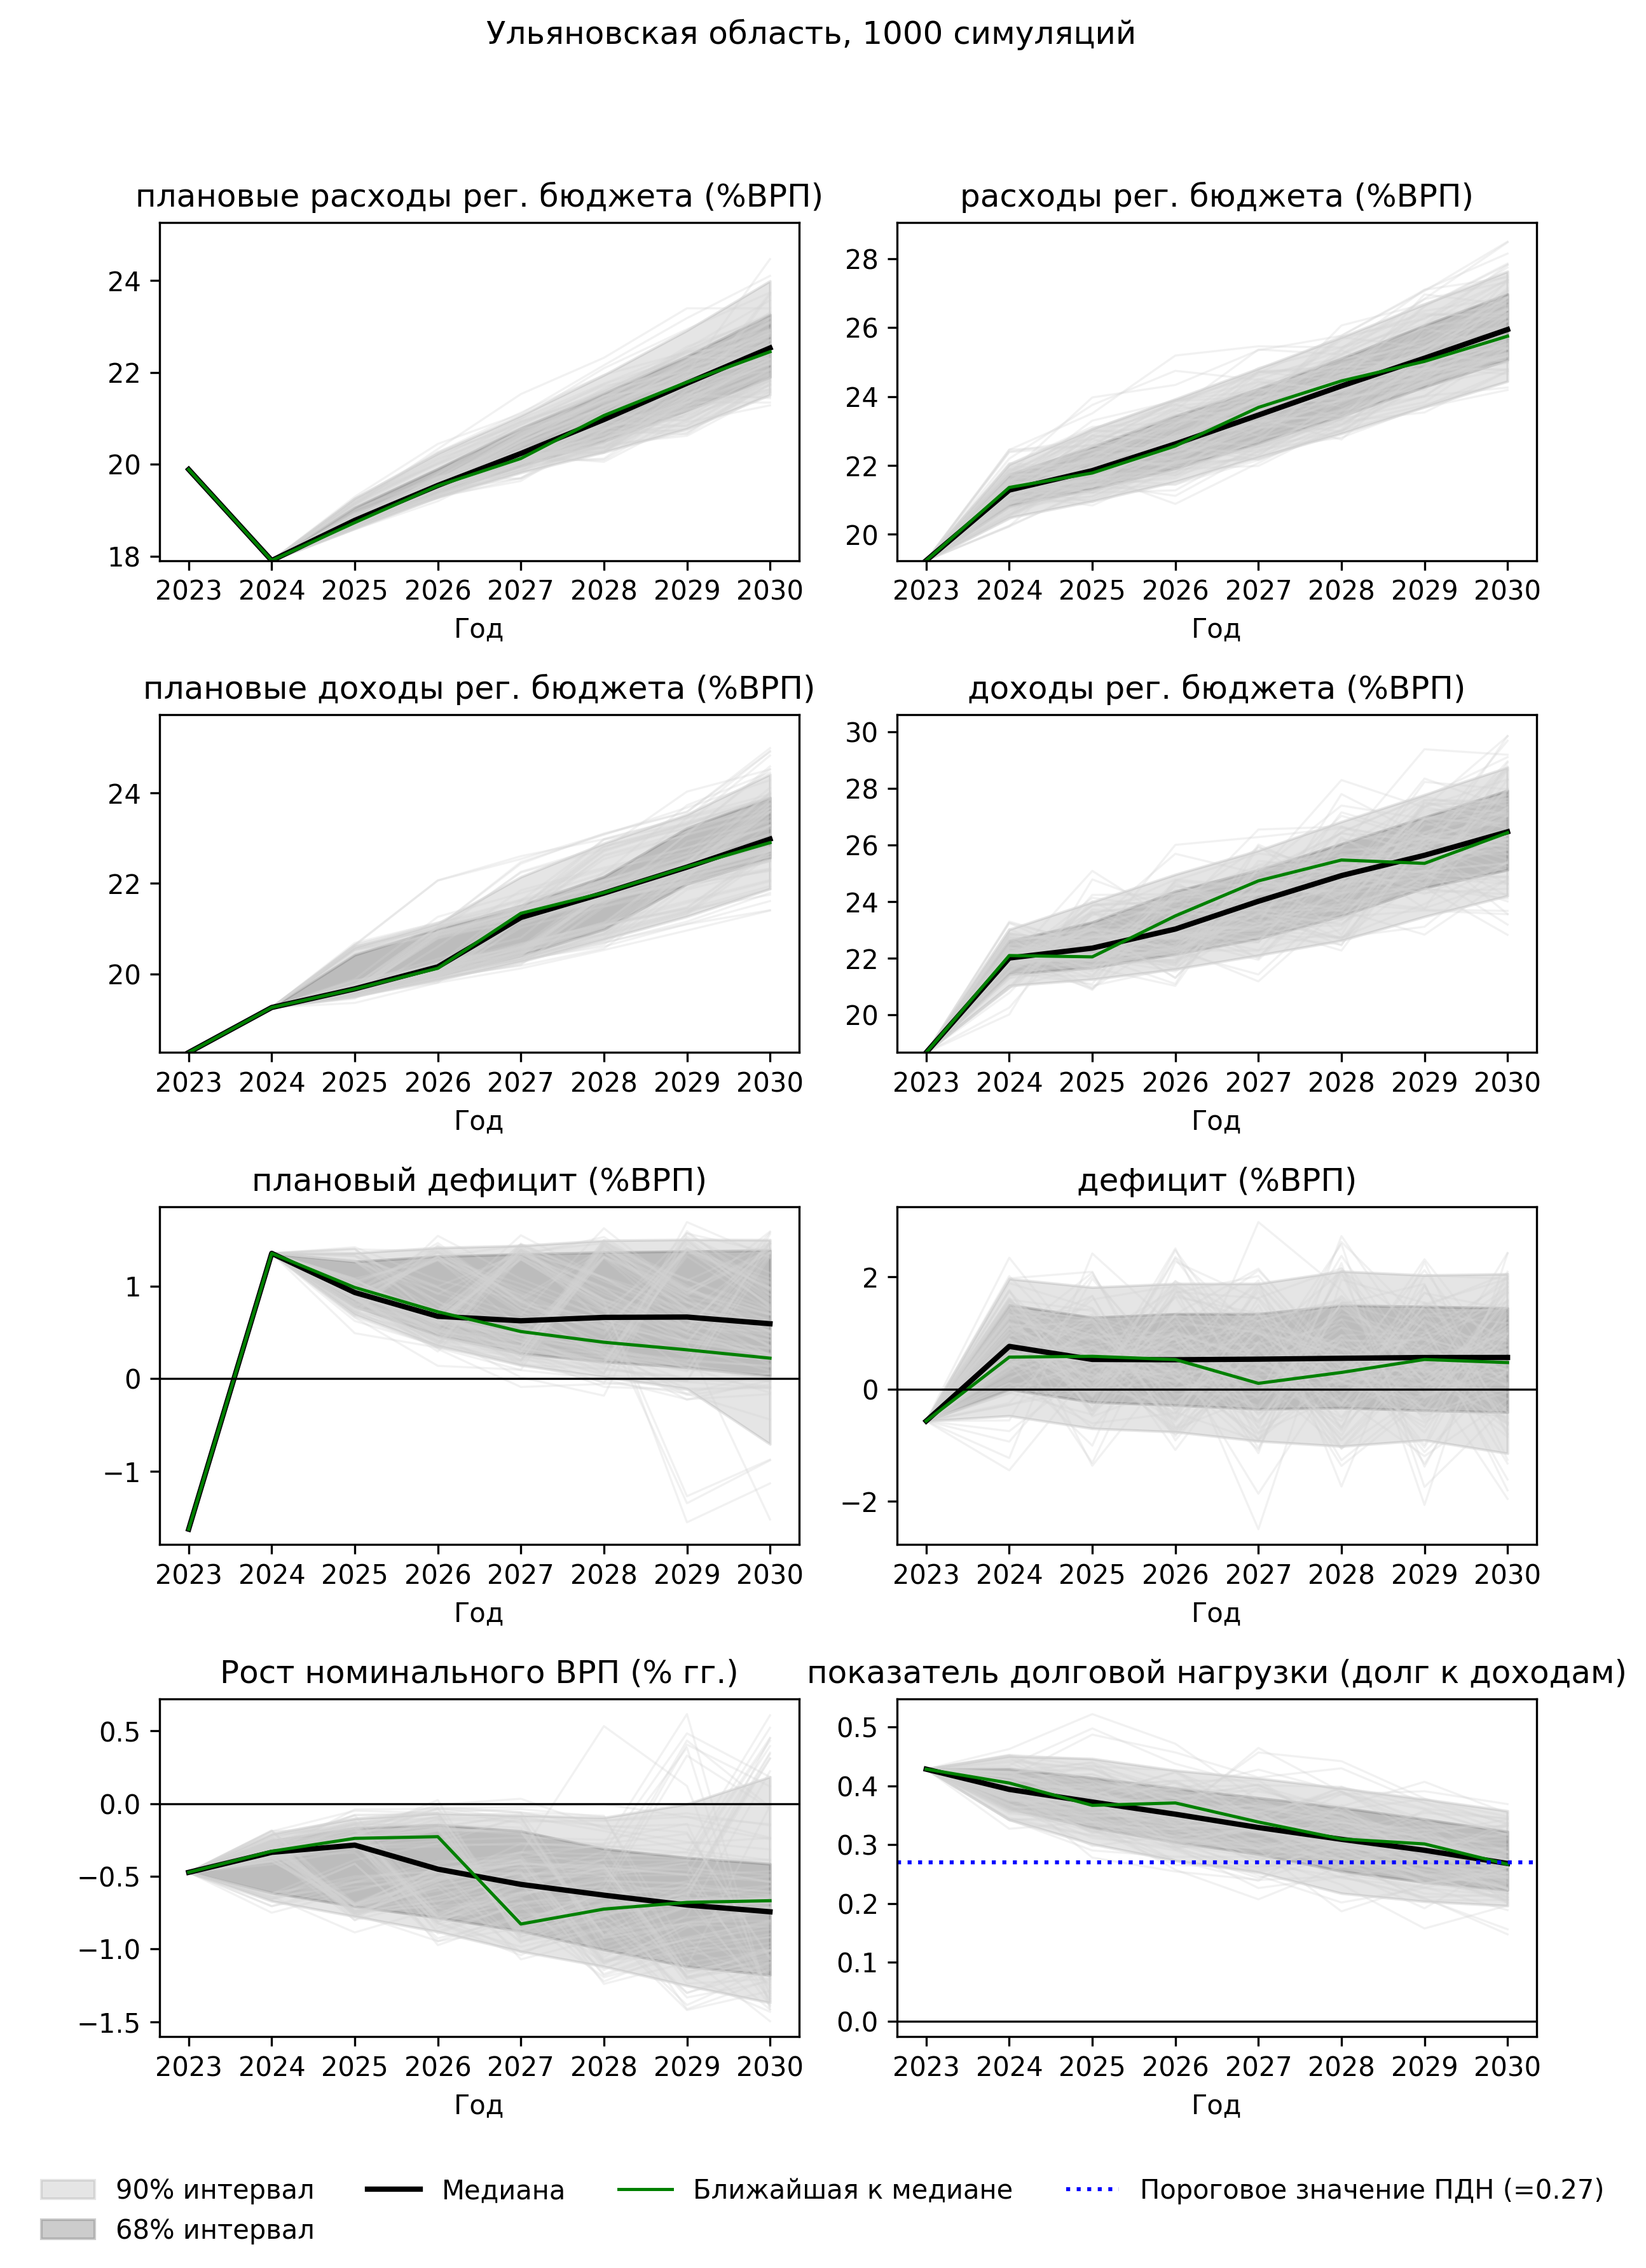 Ульяновская область, 1000 симуляций
плановые расходы рег. бюджета (%ВРП)
24
22
20
18
2023 2024 2025 2026 2027 2028 2029 2030
Год
расходы рег. бюджета (%ВРП)
28
26
24
22
20
2023 2024 2025 2026 2027 2028 2029 2030
Год
плановые доходы рег. бюджета (%ВРП)
24
22
20
2023 2024 2025 2026 2027 2028 2029 2030
Год
доходы рег. бюджета (%ВРП)
30
28
26
24
22
20
2023 2024 2025 2026 2027 2028 2029 2030
Год
плановый дефицит (%ВРП)
1
0
−1
2023 2024 2025 2026 2027 2028 2029 2030
Год
дефицит (%ВРП)
2
0
−2
2023 2024 2025 2026 2027 2028 2029 2030
Год
Рост номинального ВРП (% гг.)
0.5
0.0
−0.5
−1.0
−1.5
2023 2024 2025 2026 2027 2028 2029 2030
Год
показатель долговой нагрузки (долг к доходам)
0.5
0.4
0.3
0.2
0.1
0.0
2023 2024 2025 2026 2027 2028 2029 2030
Год
90% интервал
68% интервал
Медиана
Ближайшая к медиане
Пороговое значение ПДН (=0.27)